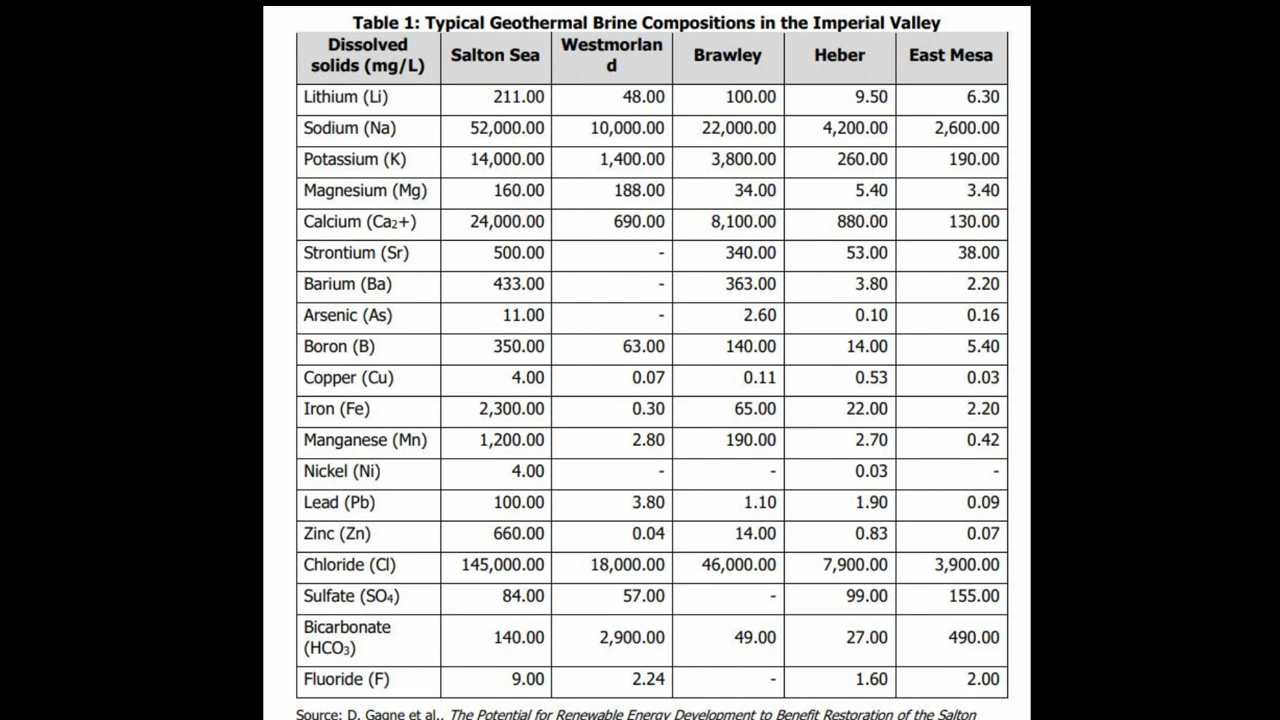 Table 1: Typical Geothermal Brine Compositions in the Imperial Valley
Dissolved solids (mg/L) Salton Sea Westmorland Brawley Heber East Mesa
Lithium (Li) 211.00 48.00 100.00 9.50 6.30
Sodium (Na) 52,000.00 10,000.00 22,000.00 4,200.00 2,600.00
Potassium (K) 14,000.00 1,400.00 3,800.00 260.00 190.00
Magnesium (Mg) 160.00 188.00 34.00 5.40 3.40
Calcium (Ca2+) 24,000.00 690.00 8,100.00 880.00 130.00
Strontium (Sr) 500.00 - 340.00 53.00 38.00
Barium (Ba) 433.00 - 363.00 3.80 2.20
Arsenic (As) 11.00 - 2.60 0.10 0.16
Boron (B) 350.00 63.00 140.00 14.00 5.40
Copper (Cu) 4.00 0.07 0.11 0.53 0.03
Iron (Fe) 2,300.00 0.30 65.00 22.00 2.20
Manganese (Mn) 1,200.00 2.80 190.00 2.70 0.42
Nickel (Ni) 4.00 - - 0.03 -
Lead (Pb) 100.00 3.80 1.10 1.90 0.09
Zinc (Zn) 660.00 0.04 14.00 0.83 0.07
Chloride (Cl) 145,000.00 18,000.00 46,000.00 7,900.00 3,900.00
Sulfate (SO4) 84.00 57.00 - 99.00 155.00
Bicarbonate (HCO3) 140.00 2,900.00 49.00 27.00 490.00
Fluoride (F) 9.00 2.24 - 1.60 2.00
Source: D. Gagne et al., The Potential for Renewable Energy Development to Benefit Restoration of the Salton